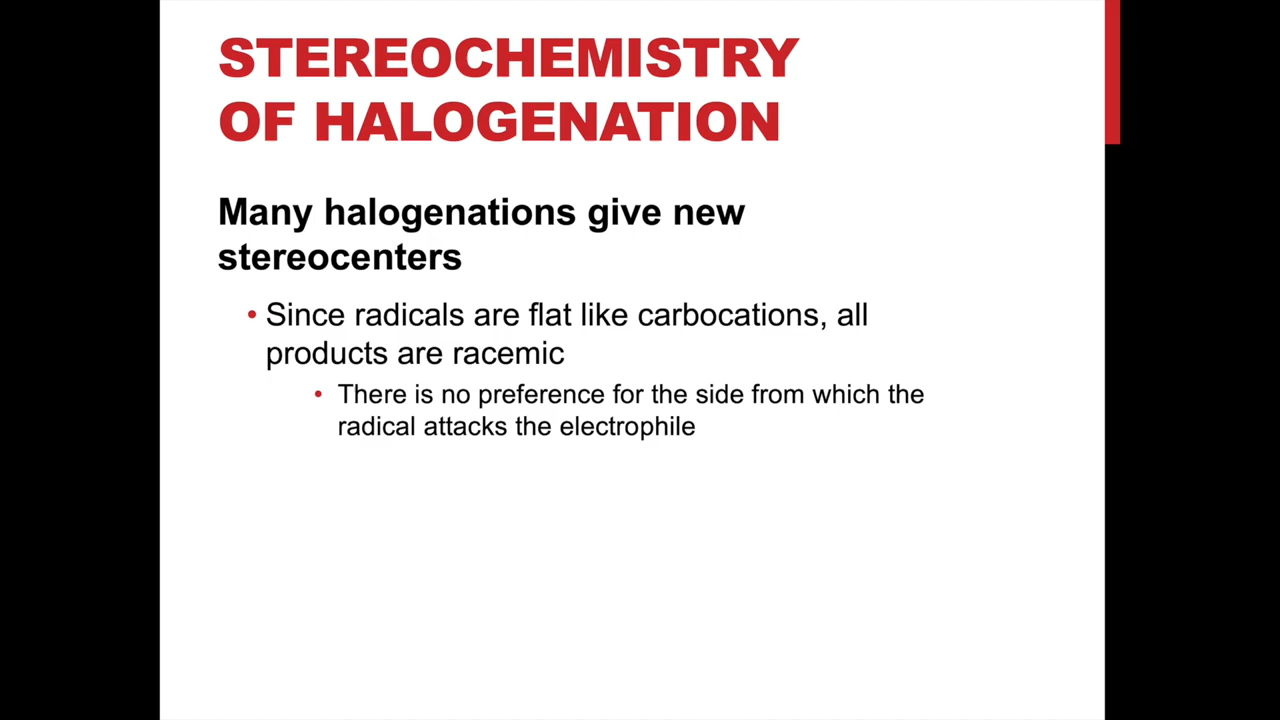 STEREOCHEMISTRY
OF HALOGENATION
Many halogenations give new
stereocenters
• Since radicals are flat like carbocations, all
products are racemic
• There is no preference for the side from which the
radical attacks the electrophile